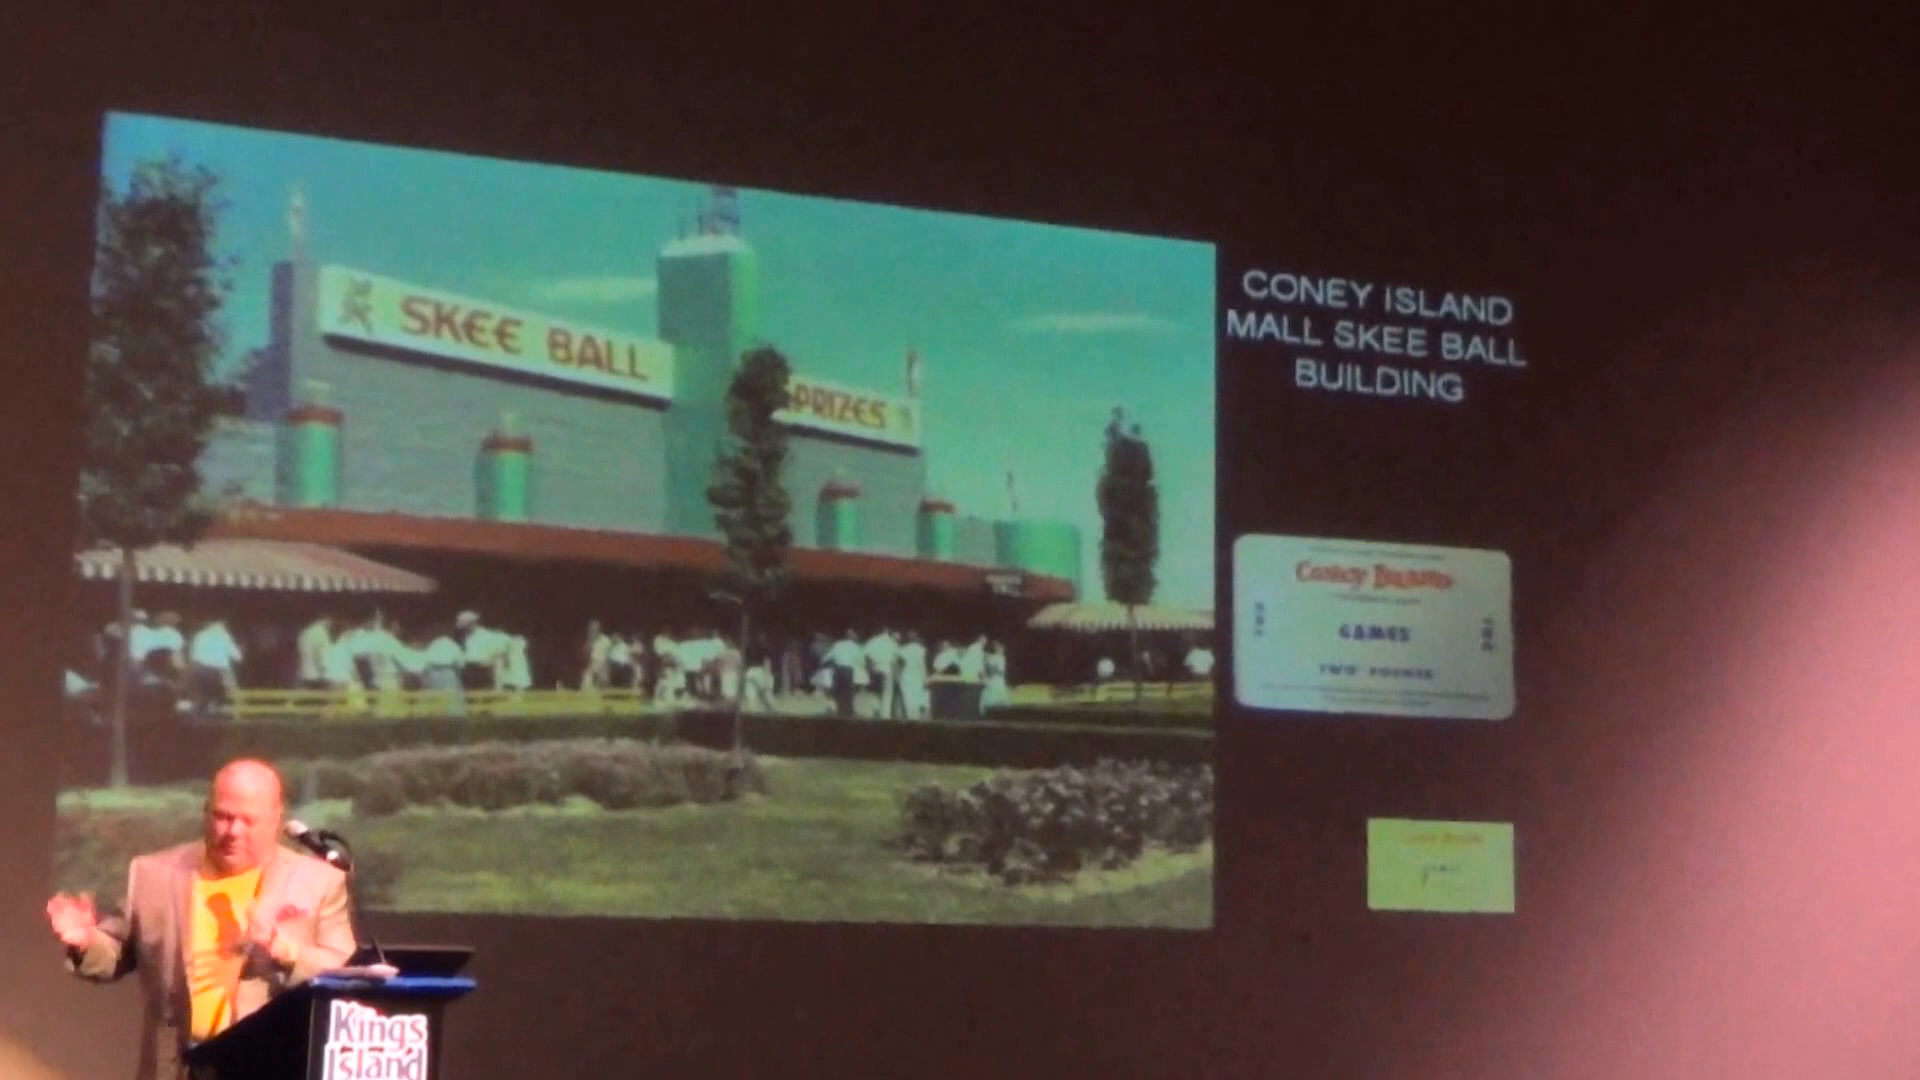 SKEE BALL
PRIZES
CONEY ISLAND
MALL SKEE BALL
BUILDING
Coney Island
GAMES
TWO POINTS
Kings
Island